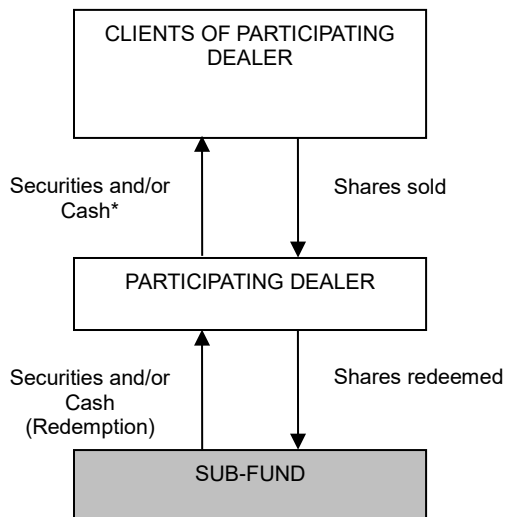 CLIENTS OF PARTICIPATING
DEALER
Securities and/or
Cash*
Shares sold
PARTICIPATING DEALER
Securities and/or
Cash
(Redemption)
Shares redeemed
SUB-FUND